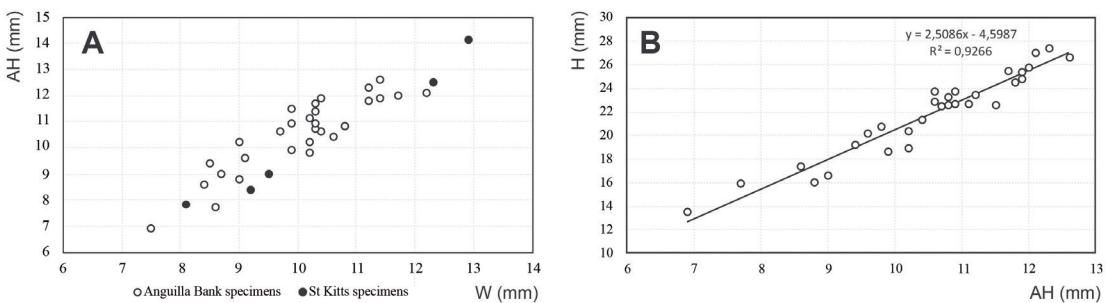 A
AH (mm)
15
14
13
12
11
10
9
8
7
6
6 7 8 9 10 11 12 13 14
Anguilla Bank specimens St Kitts specimens W (mm)
B
H (mm)
y = 2,5086x - 4,5987
R² = 0,9266
30
28
26
24
22
20
18
16
14
12
10
6 7 8 9 10 11 12 13
AH (mm)